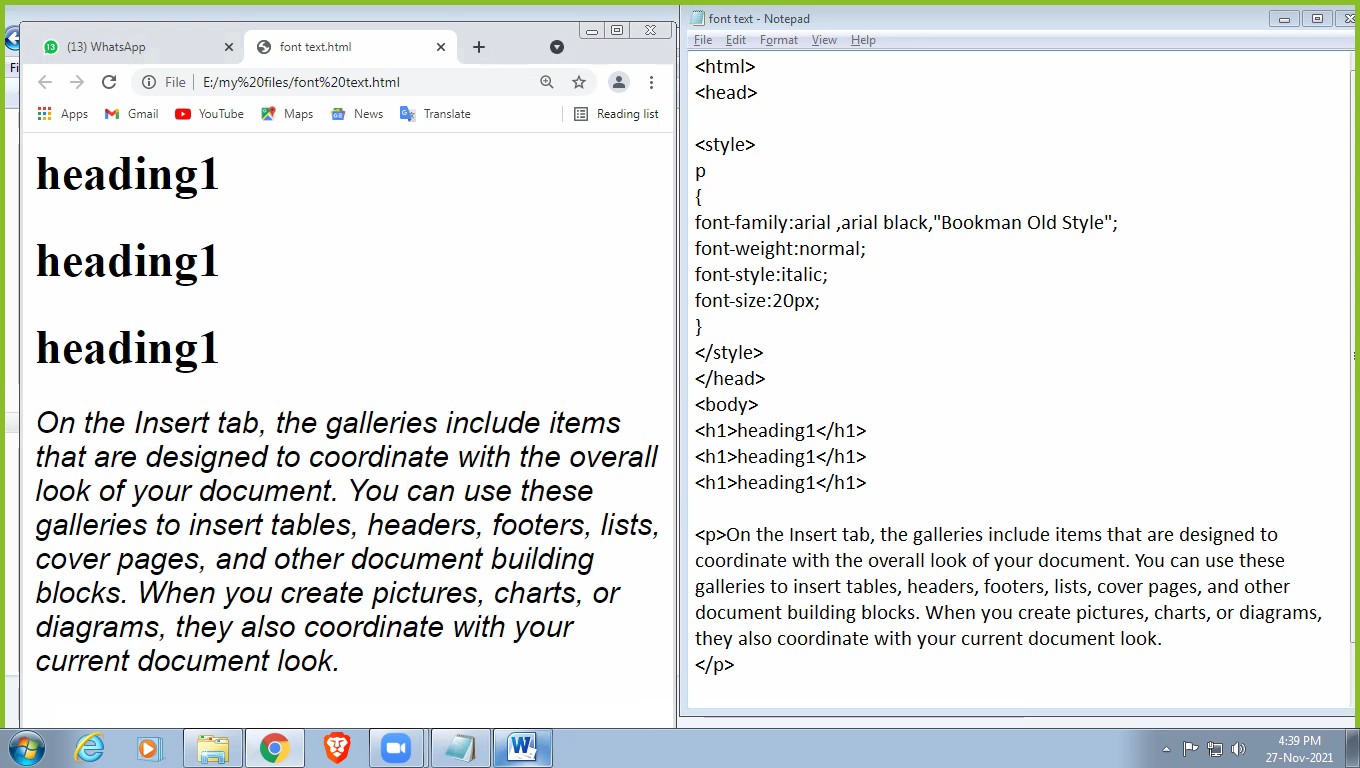 (13) WhatsApp
font text.html
File
E:/my%20files/font%20text.html
Apps
Gmail
YouTube
Maps
News
Translate
Reading list
heading1
heading1
heading1
On the Insert tab, the galleries include items
that are designed to coordinate with the overall
look of your document. You can use these
galleries to insert tables, headers, footers, lists,
cover pages, and other document building
blocks. When you create pictures, charts, or
diagrams, they also coordinate with your
current document look.
font text - Notepad
File Edit Format View Help
<html>
<head>
<style>
p
{
font-family:arial ,arial black,"Bookman Old Style";
font-weight:normal;
font-style:italic;
font-size:20px;
}
</style>
</head>
<body>
<h1>heading1</h1>
<h1>heading1</h1>
<h1>heading1</h1>
<p>On the Insert tab, the galleries include items that are designed to
coordinate with the overall look of your document. You can use these
galleries to insert tables, headers, footers, lists, cover pages, and other
document building blocks. When you create pictures, charts, or diagrams,
they also coordinate with your current document look.
</p>
4:39 PM
27-Nov-2021